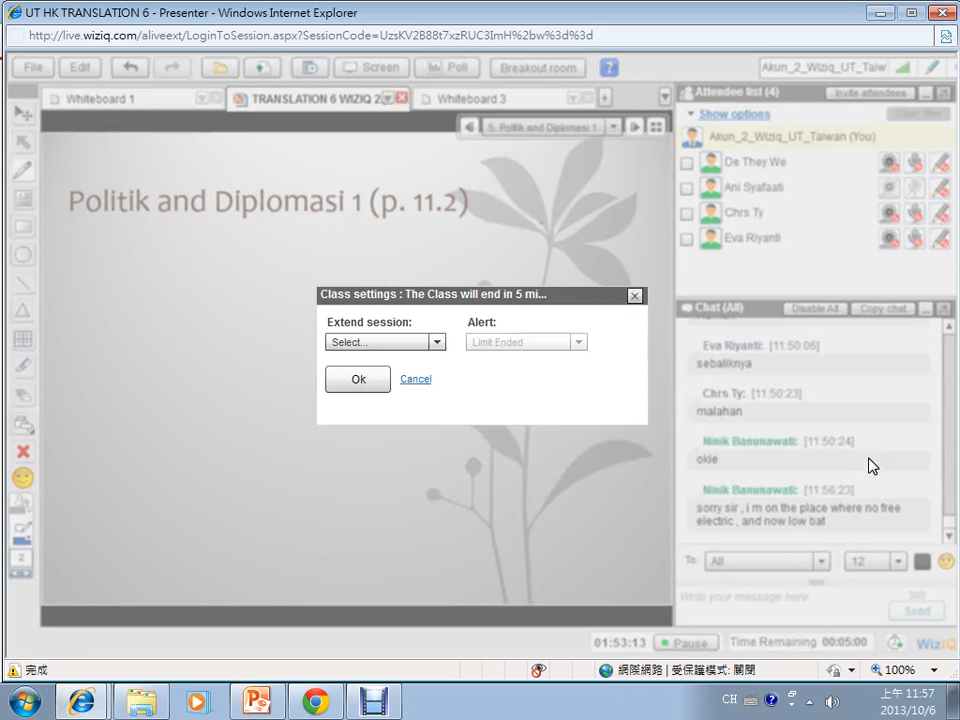 UT HK TRANSLATION 6 - Presenter - Windows Internet Explorer
http://live.wiziq.com/aliveext/LoginToSession.aspx?SessionCode=UzsKV2B88t7xzRUC3ImH%2bw%3d%3d
File Edit Screen Poll Breakout room ? Akun_2_Wiziq_UT_Taiw
Whiteboard 1 TRANSLATION 6 WIZIQ 2 Whiteboard 3
5. Politik and Diplomasi 1
Politik and Diplomasi 1 (p. 11.2)
Attendee list (4) Invite attendees
Show options
Akun_2_Wiziq_UT_Taiwan (You)
De They We
Ani Syafaati
Chrs Ty
Eva Riyanti
Class settings : The Class will end in 5 mi...
Extend session: Alert:
Select... Limit Ended
Ok Cancel
Chat (All) Disable All Copy chat
Eva Riyanti: [11:50:06]
sebaliknya
Chrs Ty: [11:50:23]
malahan
Ninik Banunawati: [11:50:24]
okie
Ninik Banunawati: [11:56:23]
sorry sir , i m on the place where no free
electric , and now low bat
To: All 12
Write your message here. 300
Send
2
01:53:13 Pause Time Remaining 00:05:00 WizIQ
完成 網際網路 | 受保護模式: 關閉 100%
CH 上午 11:57
2013/10/6